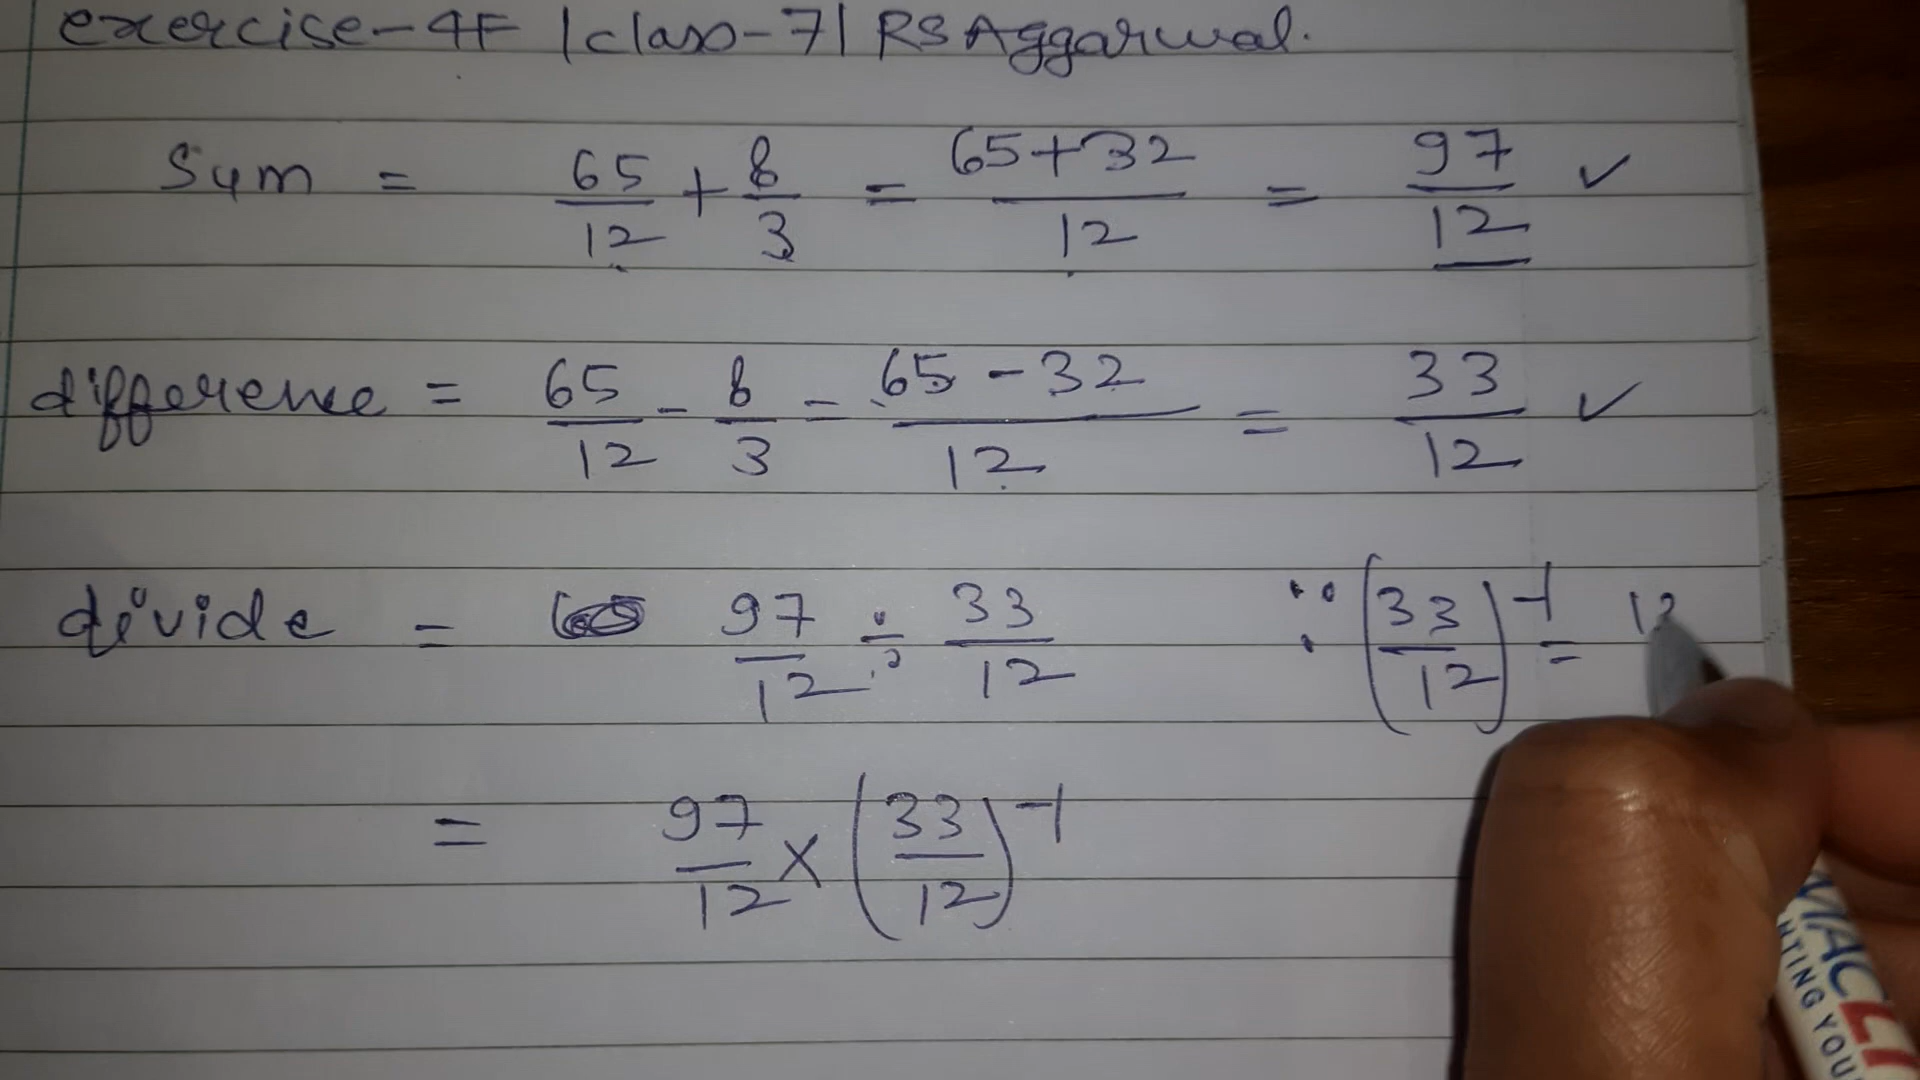 exercise-4F |class-7| RS Aggarwal.
Sum = 65/12 + 8/3 = 65+32/12 = 97/12 ✓
difference = 65/12 - 8/3 = 65-32/12 = 33/12 ✓
divide = 97/12 ÷ 33/12 ∵ (33/12)^-1 = 12
= 97/12 × (33/12)^-1